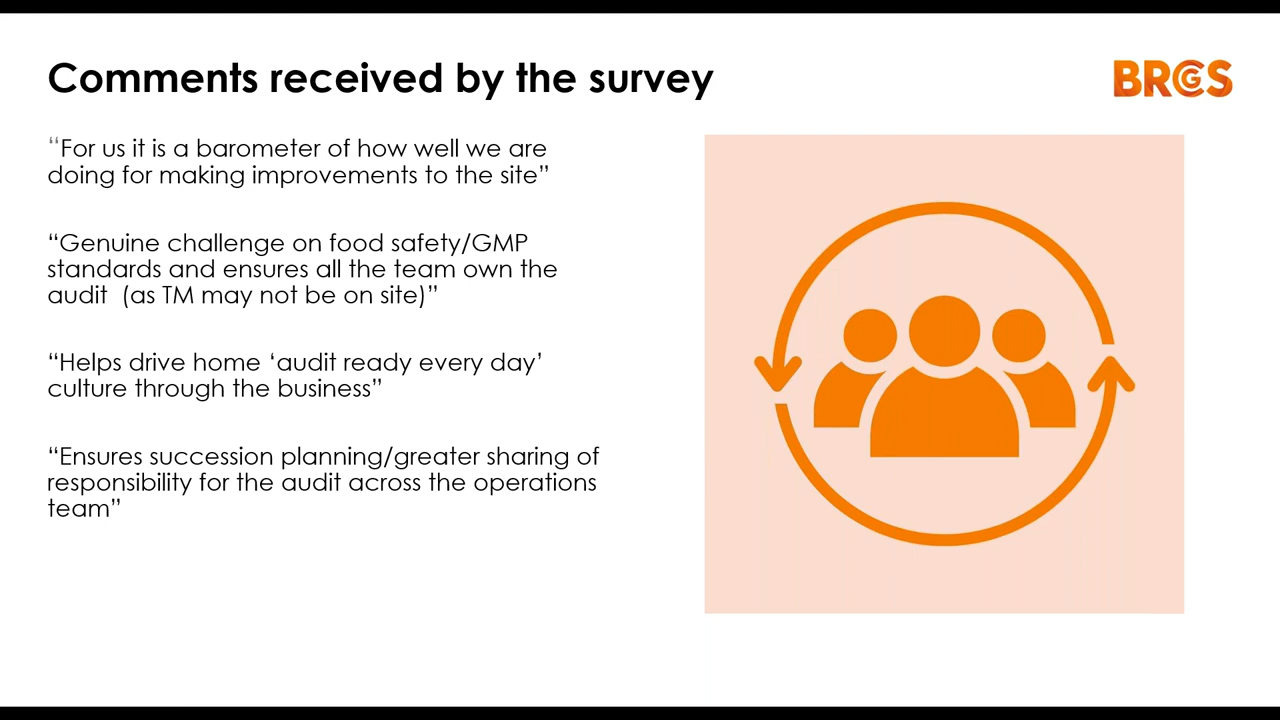 Comments received by the survey
BRCGS
“For us it is a barometer of how well we are
doing for making improvements to the site”
“Genuine challenge on food safety/GMP
standards and ensures all the team own the
audit  (as TM may not be on site)”
“Helps drive home ‘audit ready every day’
culture through the business”
“Ensures succession planning/greater sharing of
responsibility for the audit across the operations
team”